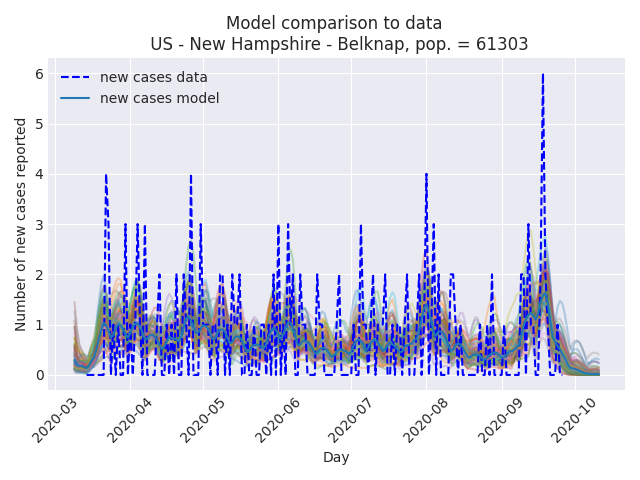 Model comparison to data
US - New Hampshire - Belknap, pop. = 61303
new cases data
new cases model
Number of new cases reported
6
5
4
3
2
1
0
2020-03
2020-04
2020-05
2020-06
2020-07
2020-08
2020-09
2020-10
Day